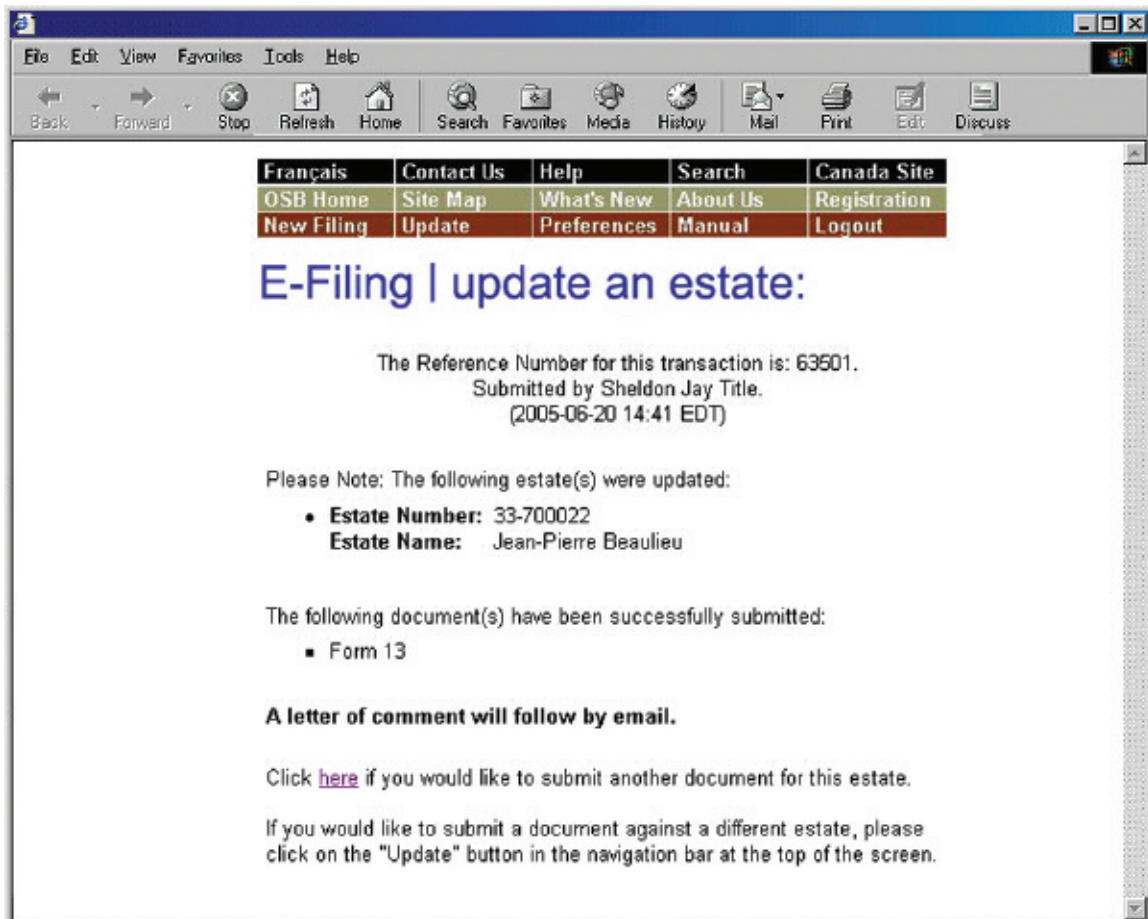 File Edit View Favorites Tools Help
Back Forward Stop Refresh Home Search Favorites Media History Mail Print Edit Discuss
Français Contact Us Help Search Canada Site
OSB Home Site Map What's New About Us Registration
New Filing Update Preferences Manual Logout
E-Filing | update an estate:
The Reference Number for this transaction is: 63501.
Submitted by Sheldon Jay Title.
(2005-06-20 14:41 EDT)
Please Note: The following estate(s) were updated:
• Estate Number: 33-700022
Estate Name: Jean-Pierre Beaulieu
The following document(s) have been successfully submitted:
▪ Form 13
A letter of comment will follow by email.
Click here if you would like to submit another document for this estate.
If you would like to submit a document against a different estate, please
click on the "Update" button in the navigation bar at the top of the screen.